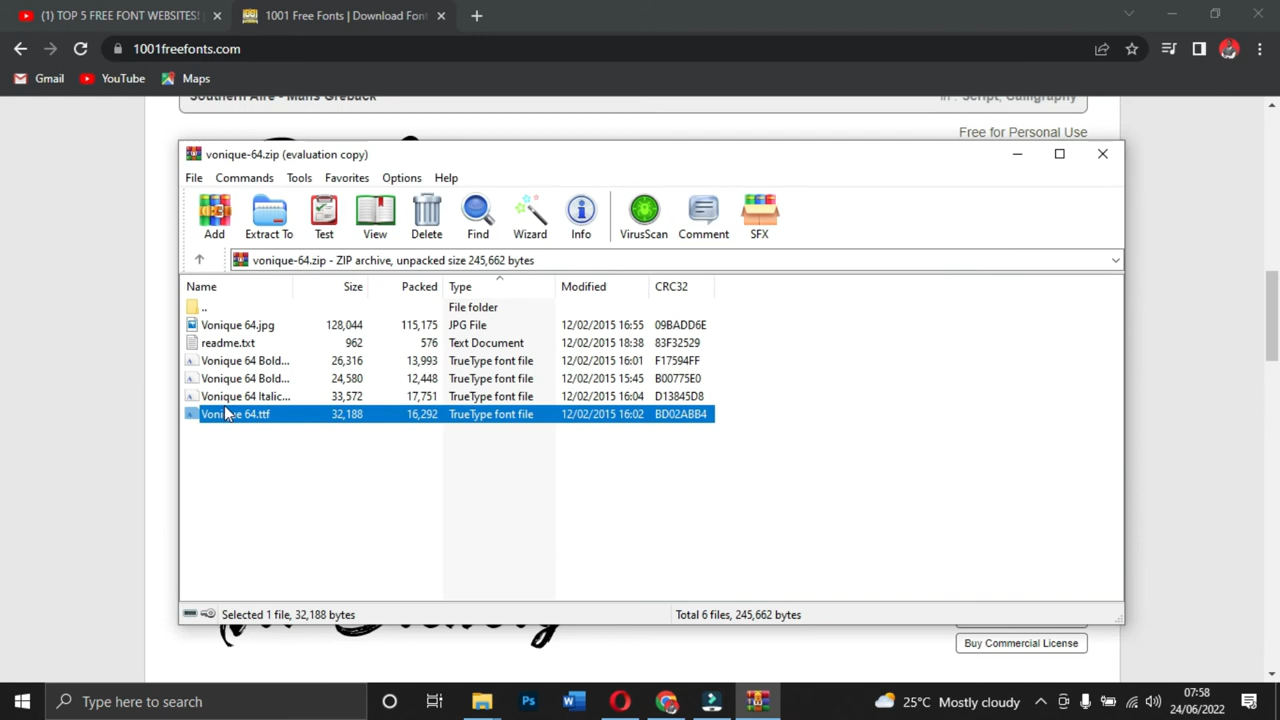 (1) TOP 5 FREE FONT WEBSITES!
1001 Free Fonts | Download Font
1001freefonts.com
Gmail
YouTube
Maps
Southern Aire - Mans Greback
in : Script, Calligraphy
Free for Personal Use
vonique-64.zip (evaluation copy)
File Commands Tools Favorites Options Help
Add Extract To Test View Delete Find Wizard Info VirusScan Comment SFX
vonique-64.zip - ZIP archive, unpacked size 245,662 bytes
Name Size Packed Type Modified CRC32
.. File folder
Vonique 64.jpg 128,044 115,175 JPG File 12/02/2015 16:55 09BADD6E
readme.txt 962 576 Text Document 12/02/2015 18:38 83F32529
Vonique 64 Bold... 26,316 13,993 TrueType font file 12/02/2015 16:01 F17594FF
Vonique 64 Bold... 24,580 12,448 TrueType font file 12/02/2015 15:45 B00775E0
Vonique 64 Italic... 33,572 17,751 TrueType font file 12/02/2015 16:04 D13845D8
Vonique 64.ttf 32,188 16,292 TrueType font file 12/02/2015 16:02 BD02ABB4
Selected 1 file, 32,188 bytes
Total 6 files, 245,662 bytes
Buy Commercial License
Type here to search
25°C Mostly cloudy
07:58
24/06/2022